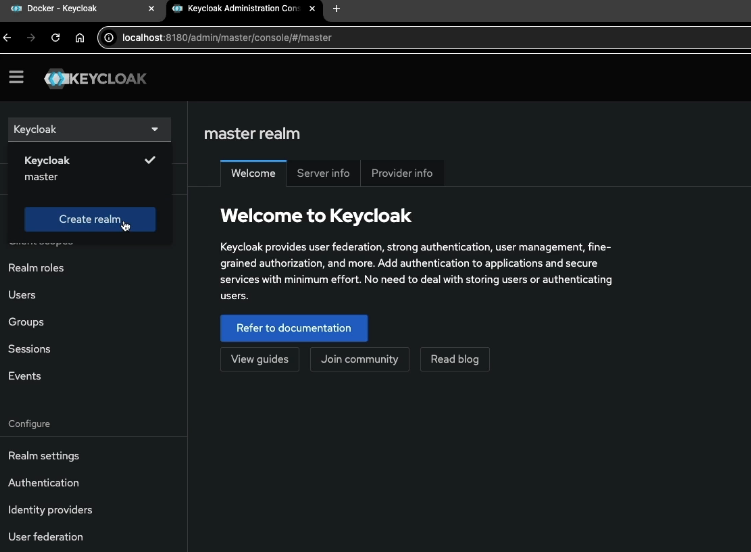 Docker - Keycloak
Keycloak Administration Con
localhost:8180/admin/master/console/#/master
KEYCLOAK
Keycloak
Keycloak
master
Create realm
Client scopes
Realm roles
Users
Groups
Sessions
Events
Configure
Realm settings
Authentication
Identity providers
User federation
master realm
Welcome
Server info
Provider info
Welcome to Keycloak
Keycloak provides user federation, strong authentication, user management, fine-
grained authorization, and more. Add authentication to applications and secure
services with minimum effort. No need to deal with storing users or authenticating
users.
Refer to documentation
View guides
Join community
Read blog